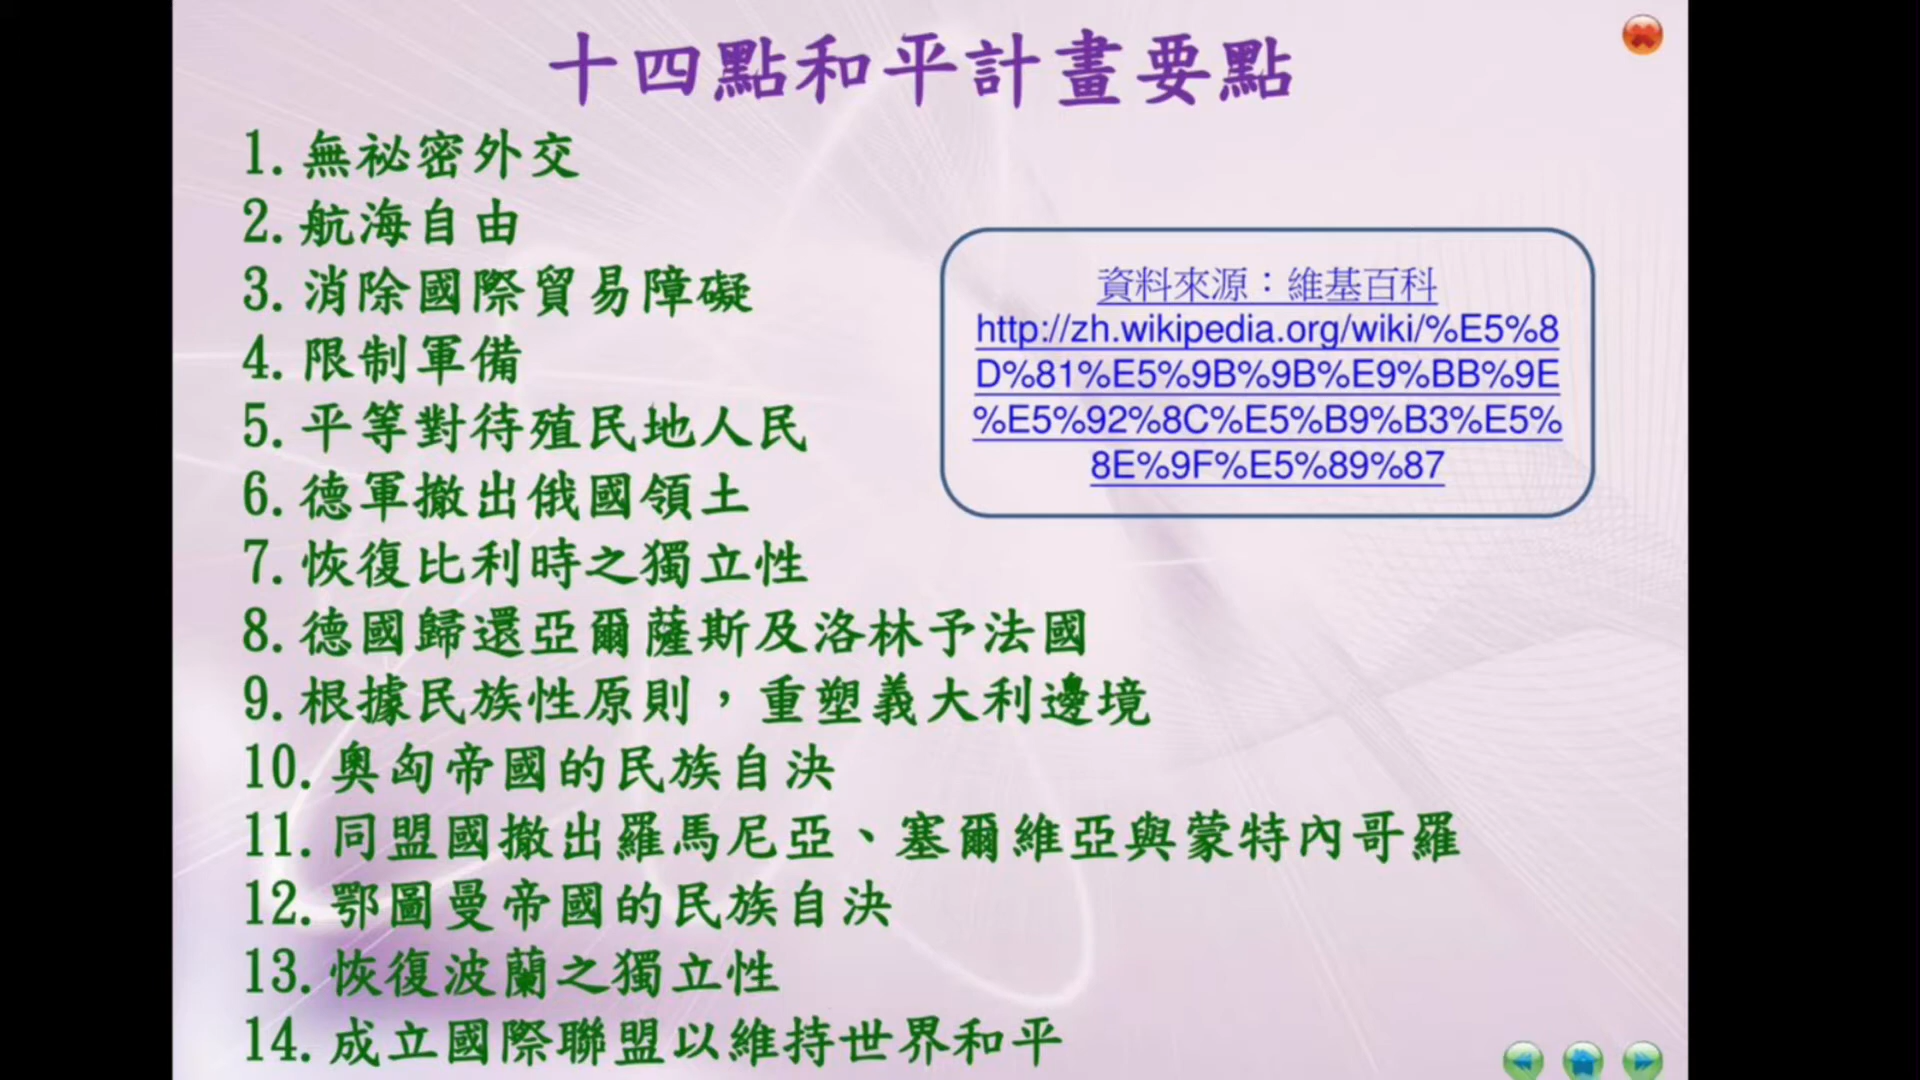 十四點和平計畫要點
1.無祕密外交
2.航海自由
3.消除國際貿易障礙
4.限制軍備
5.平等對待殖民地人民
6.德軍撤出俄國領土
7.恢復比利時之獨立性
8.德國歸還亞爾薩斯及洛林予法國
9.根據民族性原則，重塑義大利邊境
10.奧匈帝國的民族自決
11.同盟國撤出羅馬尼亞、塞爾維亞與蒙特內哥羅
12.鄂圖曼帝國的民族自決
13.恢復波蘭之獨立性
14.成立國際聯盟以維持世界和平
資料來源：維基百科
http://zh.wikipedia.org/wiki/%E5%8
D%81%E5%9B%9B%E9%BB%9E
%E5%92%8C%E5%B9%B3%E5%
8E%9F%E5%89%87